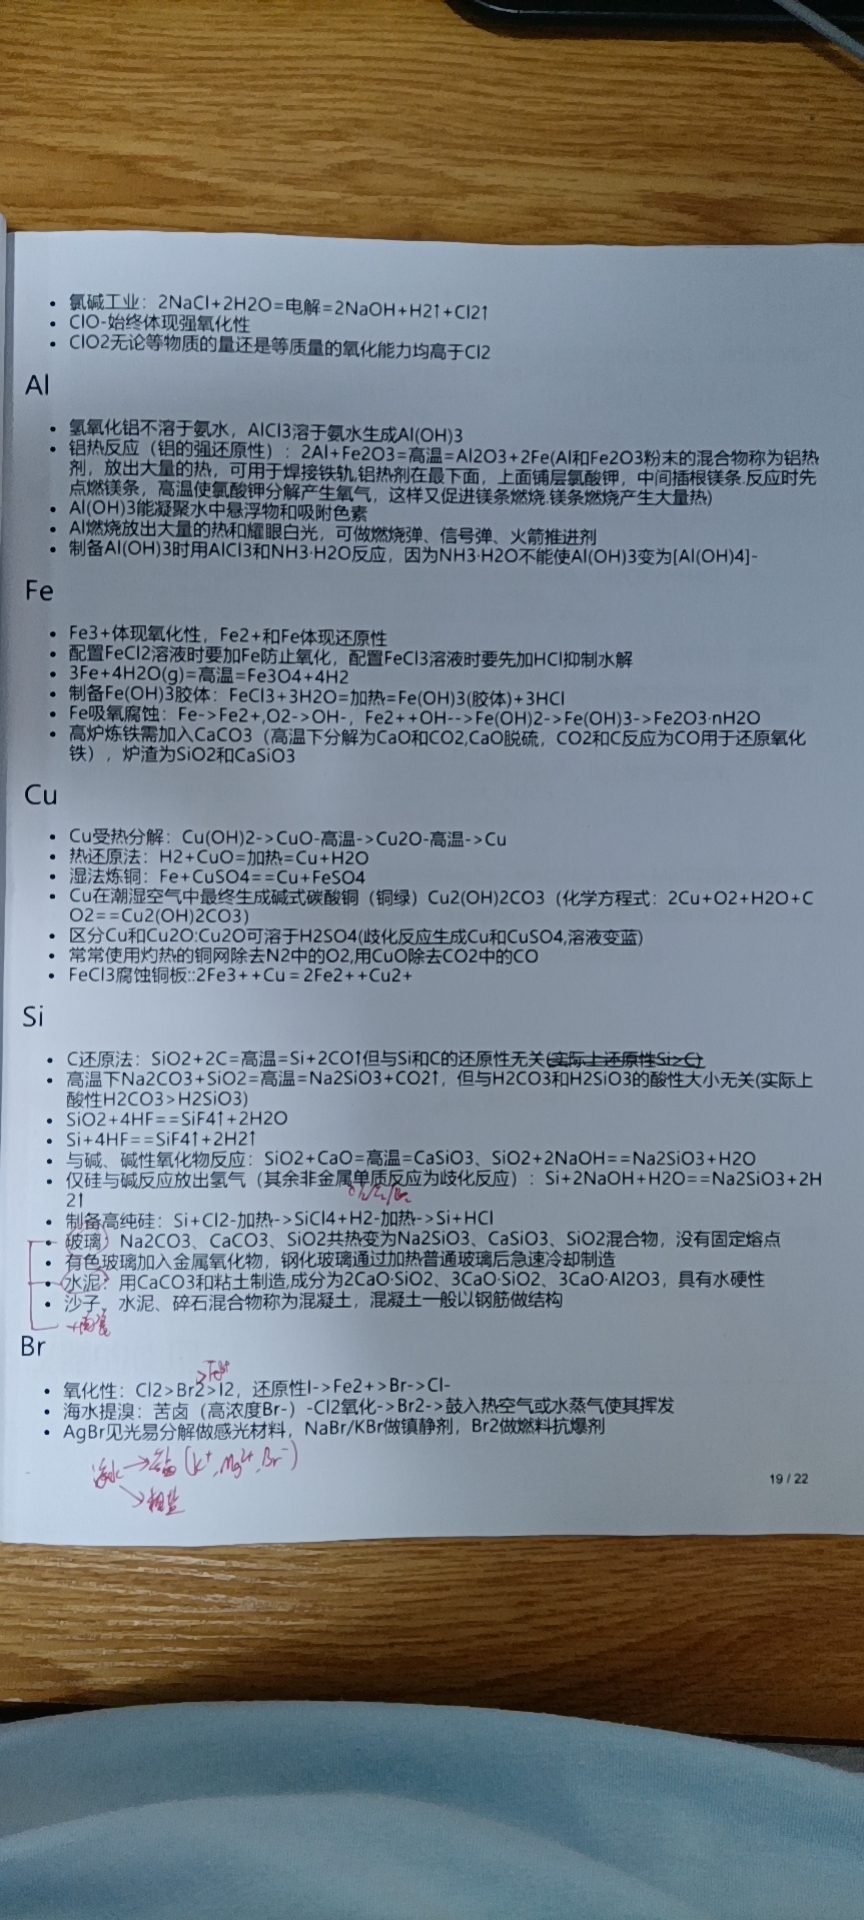 • 氯碱工业：2NaCl+2H2O=电解=2NaOH+H2↑+Cl2↑
• ClO-始终体现强氧化性
• ClO2无论等物质的量还是等质量的氧化能力均高于Cl2
Al
• 氢氧化铝不溶于氨水，AlCl3溶于氨水生成Al(OH)3
• 铝热反应（铝的强还原性）：2Al+Fe2O3=高温=Al2O3+2Fe(Al和Fe2O3粉末的混合物称为铝热
剂，放出大量的热，可用于焊接铁轨,铝热剂在最下面，上面铺层氯酸钾，中间插根镁条.反应时先
点燃镁条，高温使氯酸钾分解产生氧气，这样又促进镁条燃烧.镁条燃烧产生大量热)
• Al(OH)3能凝聚水中悬浮物和吸附色素
• Al燃烧放出大量的热和耀眼白光，可做燃烧弹、信号弹、火箭推进剂
• 制备Al(OH)3时用AlCl3和NH3·H2O反应，因为NH3·H2O不能使Al(OH)3变为[Al(OH)4]-
Fe
• Fe3+体现氧化性，Fe2+和Fe体现还原性
• 配置FeCl2溶液时要加Fe防止氧化，配置FeCl3溶液时要先加HCl抑制水解
• 3Fe+4H2O(g)=高温=Fe3O4+4H2
• 制备Fe(OH)3胶体：FeCl3+3H2O=加热=Fe(OH)3(胶体)+3HCl
• Fe吸氧腐蚀：Fe->Fe2+,O2->OH-，Fe2++OH-->Fe(OH)2->Fe(OH)3->Fe2O3·nH2O
• 高炉炼铁需加入CaCO3（高温下分解为CaO和CO2,CaO脱硫，CO2和C反应为CO用于还原氧化
铁），炉渣为SiO2和CaSiO3
Cu
• Cu受热分解：Cu(OH)2->CuO-高温->Cu2O-高温->Cu
• 热还原法：H2+CuO=加热=Cu+H2O
• 湿法炼铜：Fe+CuSO4==Cu+FeSO4
• Cu在潮湿空气中最终生成碱式碳酸铜（铜绿）Cu2(OH)2CO3（化学方程式：2Cu+O2+H2O+C
O2==Cu2(OH)2CO3）
• 区分Cu和Cu2O:Cu2O可溶于H2SO4(歧化反应生成Cu和CuSO4,溶液变蓝)
• 常常使用灼热的铜网除去N2中的O2,用CuO除去CO2中的CO
• FeCl3腐蚀铜板::2Fe3++Cu = 2Fe2++Cu2+
Si
• C还原法：SiO2+2C=高温=Si+2CO↑但与Si和C的还原性无关(实际上还原性Si>C)
• 高温下Na2CO3+SiO2=高温=Na2SiO3+CO2↑，但与H2CO3和H2SiO3的酸性大小无关(实际上
酸性H2CO3>H2SiO3)
• SiO2+4HF==SiF4↑+2H2O
• Si+4HF==SiF4↑+2H2↑
• 与碱、碱性氧化物反应：SiO2+CaO=高温=CaSiO3、SiO2+2NaOH==Na2SiO3+H2O
• 仅硅与碱反应放出氢气（其余非金属单质反应为歧化反应）：Si+2NaOH+H2O==Na2SiO3+2H
2↑
• 制备高纯硅：Si+Cl2-加热->SiCl4+H2-加热->Si+HCl
• 玻璃：Na2CO3、CaCO3、SiO2共热变为Na2SiO3、CaSiO3、SiO2混合物，没有固定熔点
• 有色玻璃加入金属氧化物，钢化玻璃通过加热普通玻璃后急速冷却制造
• 水泥：用CaCO3和粘土制造,成分为2CaO·SiO2、3CaO·SiO2、3CaO·Al2O3，具有水硬性
• 沙子、水泥、碎石混合物称为混凝土，混凝土一般以钢筋做结构
+陶瓷
Br
>Fe3+
• 氧化性：Cl2>Br2>I2，还原性I->Fe2+>Br->Cl-
• 海水提溴：苦卤（高浓度Br-）-Cl2氧化->Br2->鼓入热空气或水蒸气使其挥发
• AgBr见光易分解做感光材料，NaBr/KBr做镇静剂，Br2做燃料抗爆剂
海水→苦卤(K+,Mg2+,Br-)
↘粗盐
19 / 22